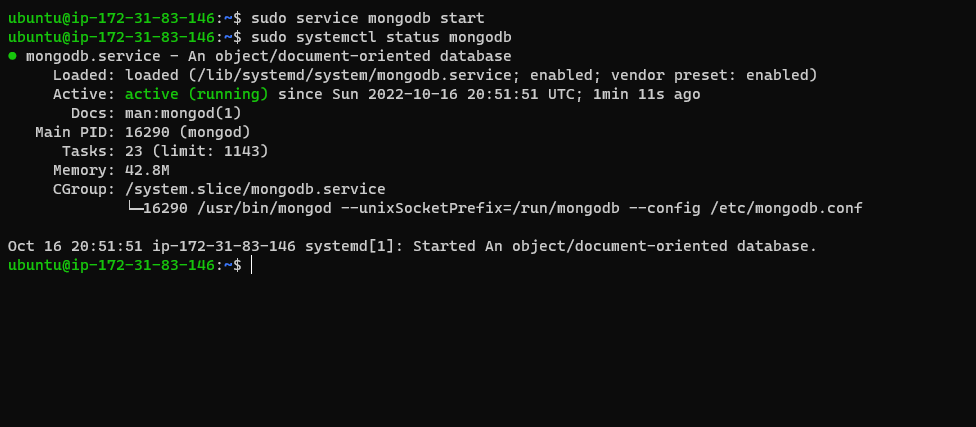 ubuntu@ip-172-31-83-146:~$ sudo service mongodb start
ubuntu@ip-172-31-83-146:~$ sudo systemctl status mongodb
● mongodb.service - An object/document-oriented database
     Loaded: loaded (/lib/systemd/system/mongodb.service; enabled; vendor preset: enabled)
     Active: active (running) since Sun 2022-10-16 20:51:51 UTC; 1min 11s ago
       Docs: man:mongod(1)
   Main PID: 16290 (mongod)
      Tasks: 23 (limit: 1143)
     Memory: 42.8M
     CGroup: /system.slice/mongodb.service
             └─16290 /usr/bin/mongod --unixSocketPrefix=/run/mongodb --config /etc/mongodb.conf

Oct 16 20:51:51 ip-172-31-83-146 systemd[1]: Started An object/document-oriented database.
ubuntu@ip-172-31-83-146:~$